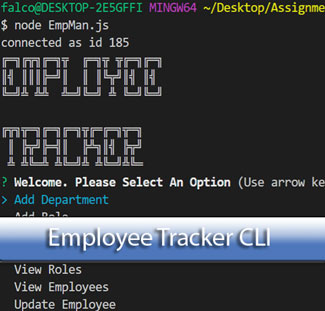 falco@DESKTOP-2E5GFFI MINGW64 ~/Desktop/Assignme
$ node EmpMan.js
connected as id 185
EMPLOYEE
TRACKER
? Welcome. Please Select An Option (Use arrow ke
> Add Department
Add Role
Employee Tracker CLI
View Roles
View Employees
Update Employee